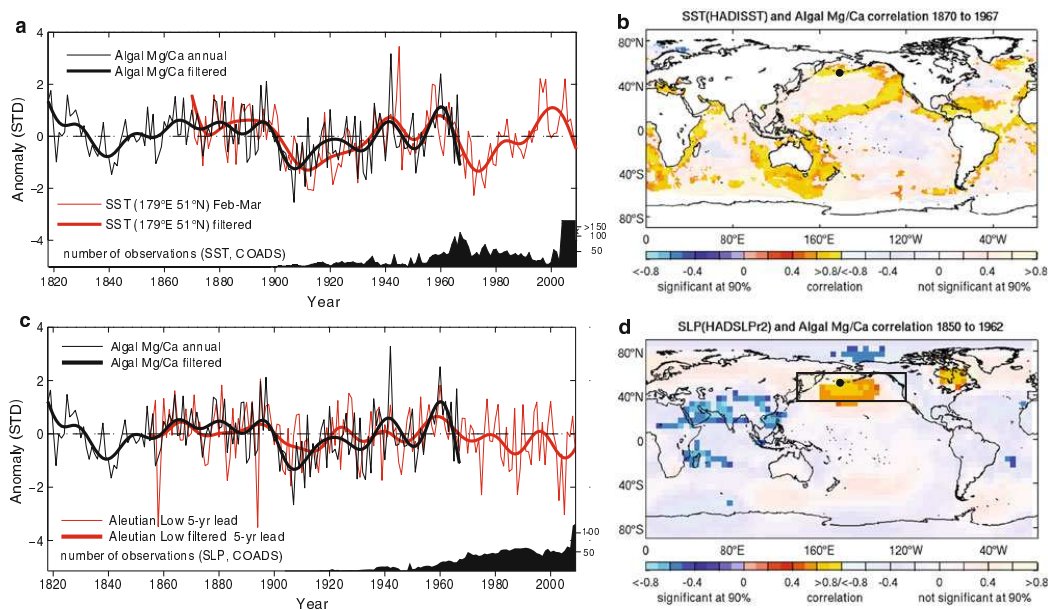 a
4
2
0
−2
−4
Anomaly (STD)
Algal Mg/Ca annual
Algal Mg/Ca filtered
SST (179°E 51°N) Feb-Mar
SST (179°E 51°N) filtered
number of observations (SST, COADS)
>150
100
50
1820 1840 1860 1880 1900 1920 1940 1960 1980 2000
Year
b
SST(HADISST) and Algal Mg/Ca correlation 1870 to 1967
80°N
40°N
0
40°S
80°S
0 80°E 160°E 120°W 40°W
<-0.8 -0.4 0 0.4 >0.8/<-0.8 -0.4 0 0.4 >0.8
significant at 90% correlation not significant at 90%
c
4
2
0
−2
−4
Anomaly (STD)
Algal Mg/Ca annual
Algal Mg/Ca filtered
Aleutian Low 5-yr lead
Aleutian Low filtered 5-yr lead
number of observations (SLP, COADS)
100
50
1820 1840 1860 1880 1900 1920 1940 1960 1980 2000
Year
d
SLP(HADSLPr2) and Algal Mg/Ca correlation 1850 to 1962
80°N
40°N
0
40°S
80°S
0 80°E 160°E 120°W 40°W
<-0.8 -0.4 0 0.4 >0.8/<-0.8 -0.4 0 0.4 >0.8
significant at 90% correlation not significant at 90%